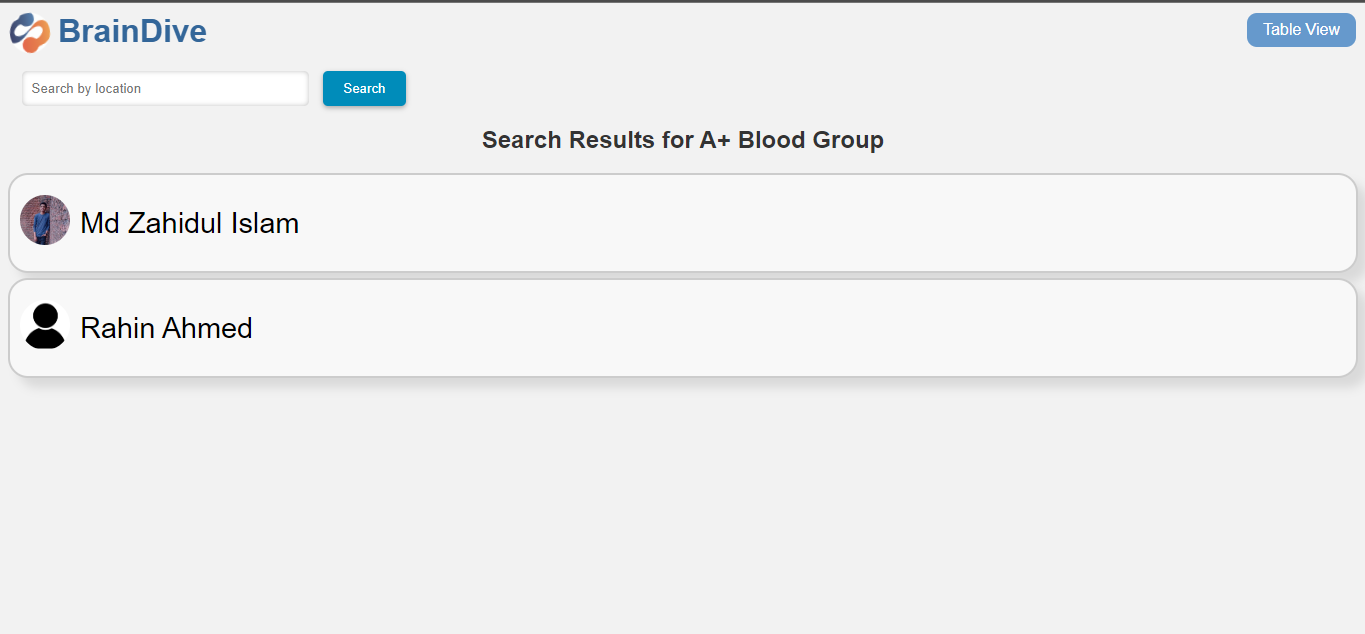 BrainDive
Table View
Search by location
Search
Search Results for A+ Blood Group
Md Zahidul Islam
Rahin Ahmed